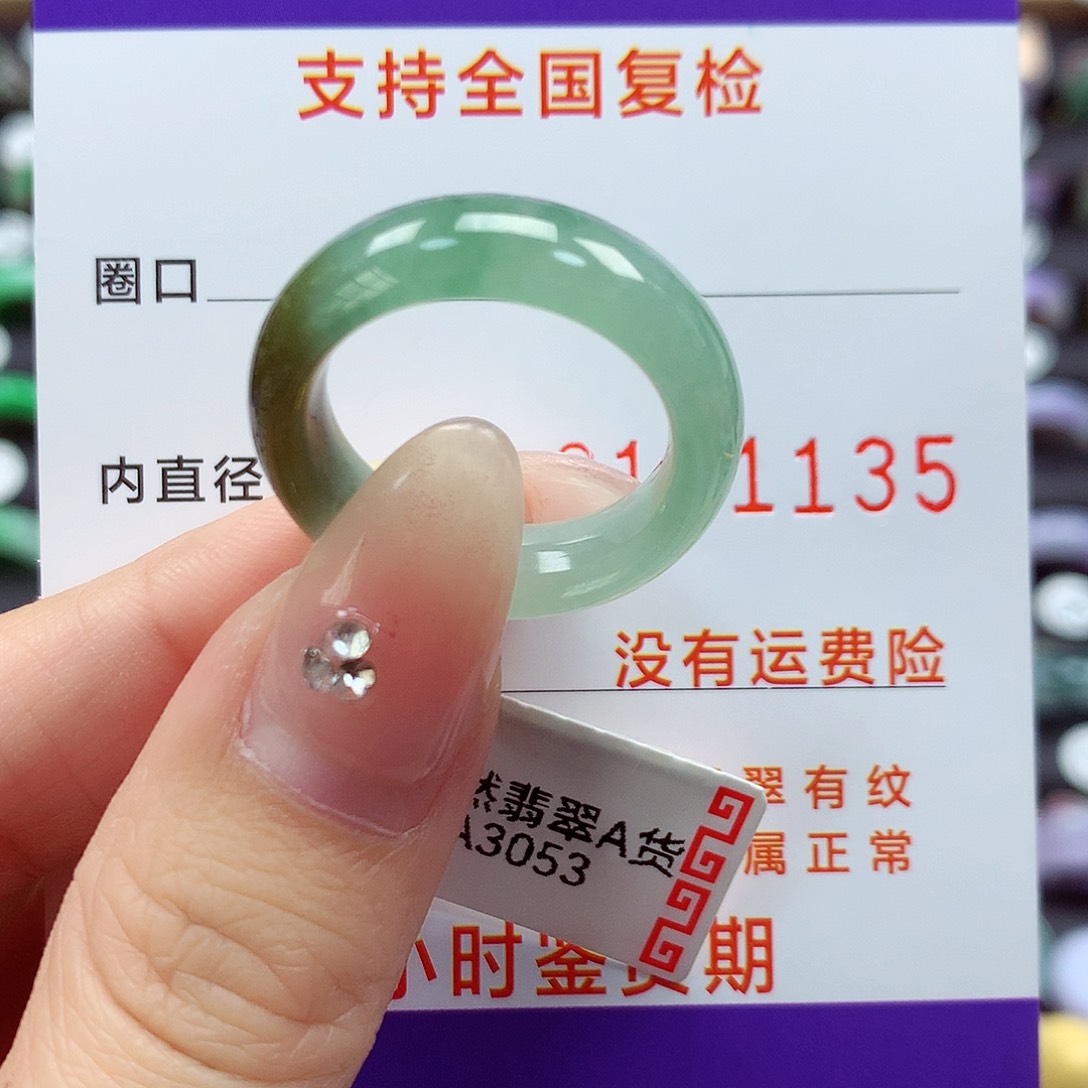 支持全国复检
圈口
内直径
1135
没有运费险
翡翠A货
A3053
翠有纹
属正常
小时鉴赏期